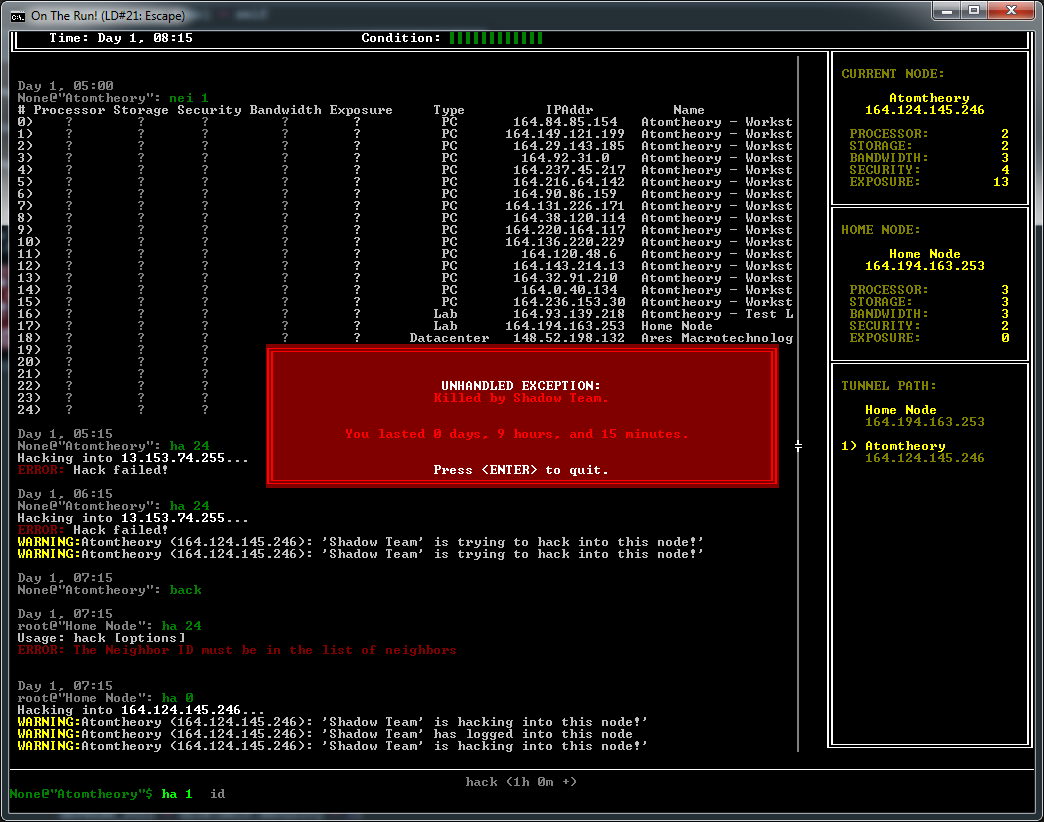 On The Run! (LD#21: Escape)
Time: Day 1, 08:15 Condition:
Day 1, 05:00
None@"Atomtheory": nei 1
# Processor Storage Security Bandwidth Exposure Type IPAddr Name
0) ? ? ? ? ? PC 164.84.85.154 Atomtheory - Workst
1) ? ? ? ? ? PC 164.149.121.199 Atomtheory - Workst
2) ? ? ? ? ? PC 164.29.143.185 Atomtheory - Workst
3) ? ? ? ? ? PC 164.92.31.0 Atomtheory - Workst
4) ? ? ? ? ? PC 164.237.45.217 Atomtheory - Workst
5) ? ? ? ? ? PC 164.216.64.142 Atomtheory - Workst
6) ? ? ? ? ? PC 164.90.86.159 Atomtheory - Workst
7) ? ? ? ? ? PC 164.131.226.171 Atomtheory - Workst
8) ? ? ? ? ? PC 164.38.120.114 Atomtheory - Workst
9) ? ? ? ? ? PC 164.220.164.117 Atomtheory - Workst
10) ? ? ? ? ? PC 164.136.220.229 Atomtheory - Workst
11) ? ? ? ? ? PC 164.120.48.6 Atomtheory - Workst
12) ? ? ? ? ? PC 164.143.214.13 Atomtheory - Workst
13) ? ? ? ? ? PC 164.32.91.210 Atomtheory - Workst
14) ? ? ? ? ? PC 164.0.40.134 Atomtheory - Workst
15) ? ? ? ? ? PC 164.236.153.30 Atomtheory - Workst
16) ? ? ? ? ? Lab 164.93.139.218 Atomtheory - Test L
17) ? ? ? ? ? Lab 164.194.163.253 Home Node
18) ? ? ? ? ? Datacenter 148.52.198.132 Ares Macrotechnolog
19) ? ? ?
20) ? ? ?
21) ? ? ?
22) ? ? ?
23) ? ? ?
24) ? ? ?
UNHANDLED EXCEPTION:
Killed by Shadow Team.
You lasted 0 days, 9 hours, and 15 minutes.
Press <ENTER> to quit.
Day 1, 05:15
None@"Atomtheory": ha 24
Hacking into 13.153.74.255...
ERROR: Hack failed!
Day 1, 06:15
None@"Atomtheory": ha 24
Hacking into 13.153.74.255...
ERROR: Hack failed!
WARNING:Atomtheory (164.124.145.246): 'Shadow Team' is trying to hack into this node!'
WARNING:Atomtheory (164.124.145.246): 'Shadow Team' is trying to hack into this node!'
Day 1, 07:15
None@"Atomtheory": back
Day 1, 07:15
root@"Home Node": ha 24
Usage: hack [options]
ERROR: The Neighbor ID must be in the list of neighbors
Day 1, 07:15
root@"Home Node": ha 0
Hacking into 164.124.145.246...
WARNING:Atomtheory (164.124.145.246): 'Shadow Team' is hacking into this node!'
WARNING:Atomtheory (164.124.145.246): 'Shadow Team' has logged into this node
WARNING:Atomtheory (164.124.145.246): 'Shadow Team' is hacking into this node!'
hack (1h 0m +)
None@"Atomtheory"$ ha 1 id
CURRENT NODE:
Atomtheory
164.124.145.246
PROCESSOR: 2
STORAGE: 2
BANDWIDTH: 3
SECURITY: 4
EXPOSURE: 13
HOME NODE:
Home Node
164.194.163.253
PROCESSOR: 3
STORAGE: 3
BANDWIDTH: 3
SECURITY: 2
EXPOSURE: 0
TUNNEL PATH:
Home Node
164.194.163.253
1) Atomtheory
164.124.145.246